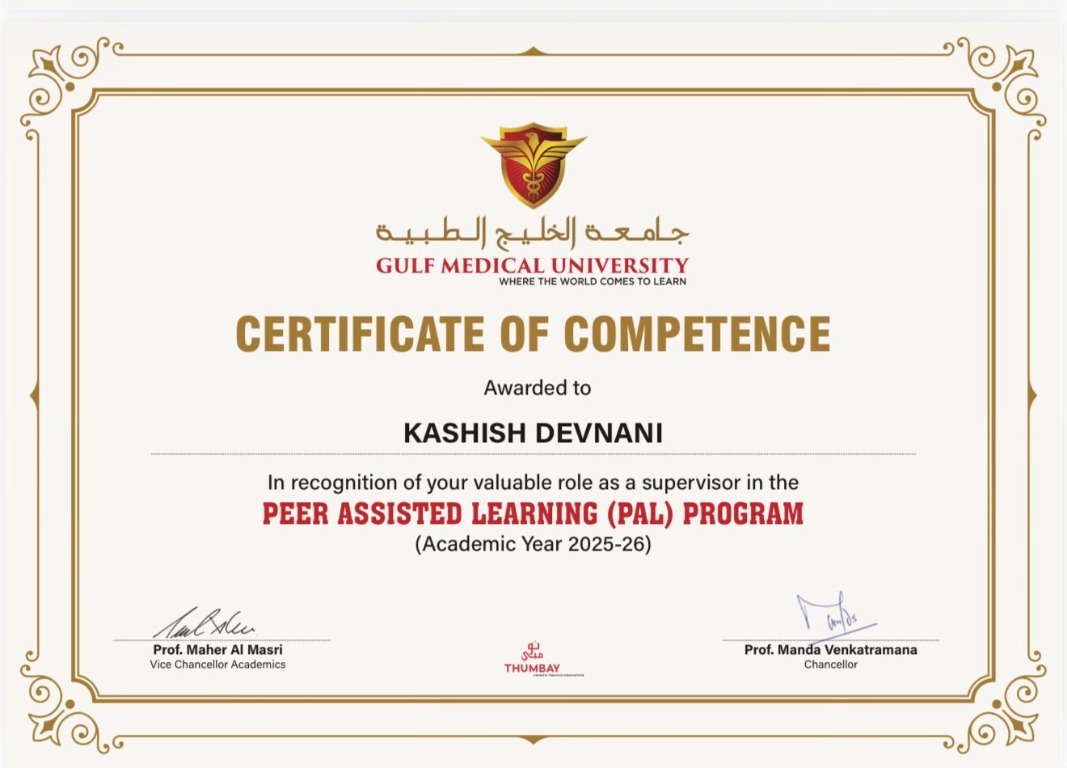 جامعة الخليج الطبية
GULF MEDICAL UNIVERSITY
WHERE THE WORLD COMES TO LEARN
CERTIFICATE OF COMPETENCE
Awarded to
KASHISH DEVNANI
In recognition of your valuable role as a supervisor in the
PEER ASSISTED LEARNING (PAL) PROGRAM
(Academic Year 2025-26)
Prof. Maher Al Masri
Vice Chancellor Academics
THUMBAY
Prof. Manda Venkatramana
Chancellor